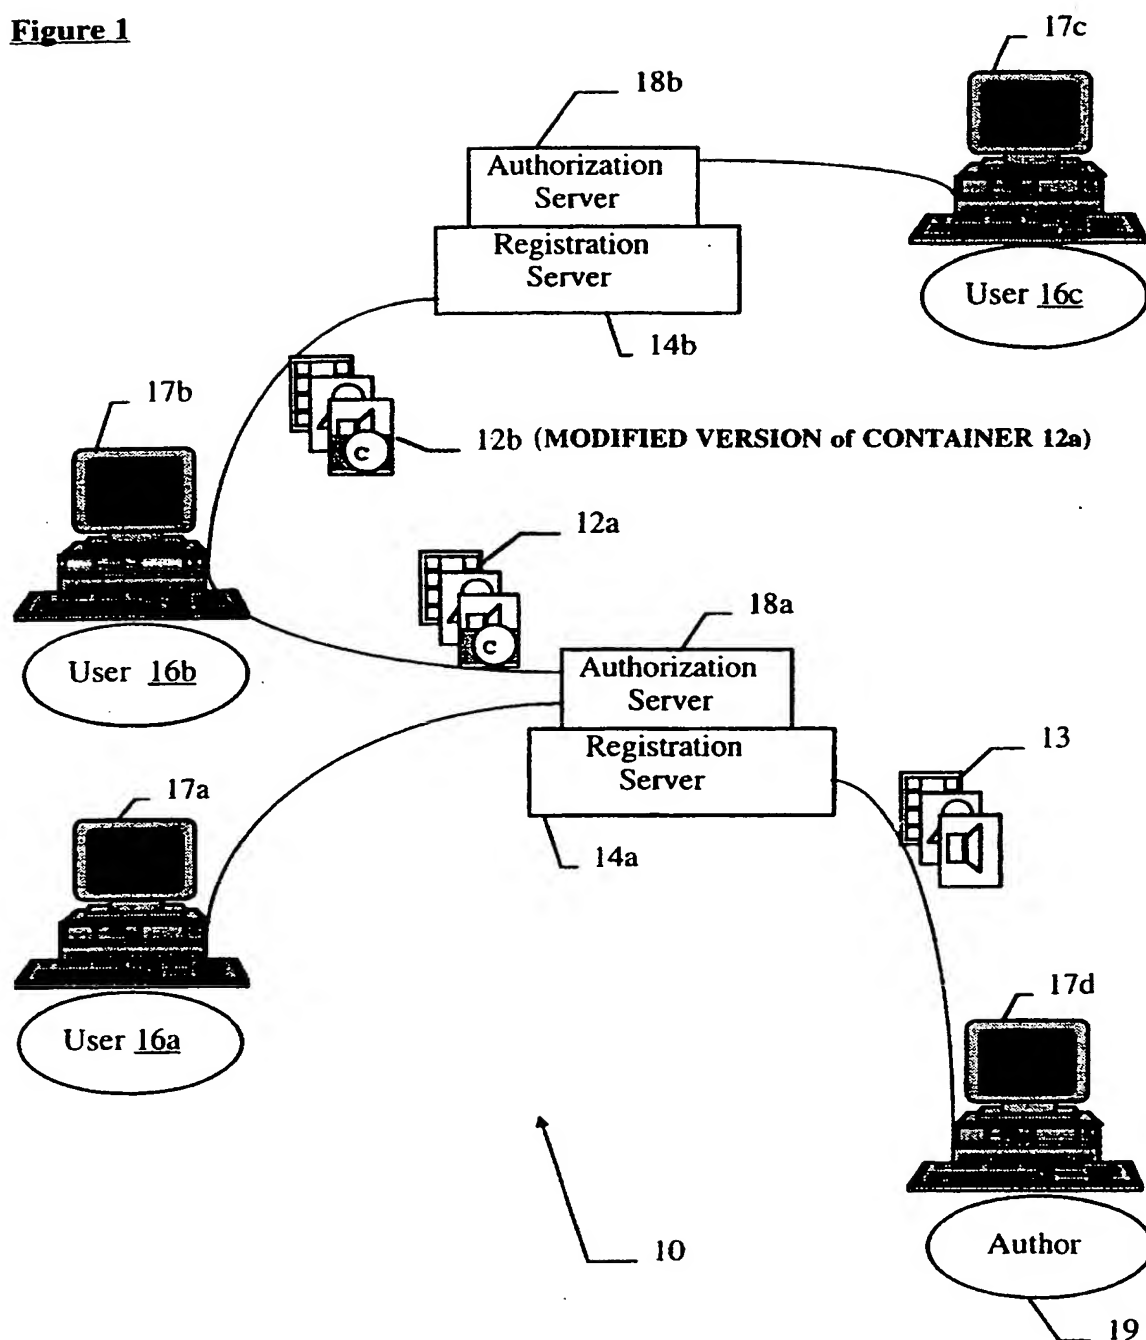 Figure 1
17c
18b
Authorization
Server
Registration
Server
User 16c
14b
17b
12b (MODIFIED VERSION of CONTAINER 12a)
C
12a
18a
C
User 16b
Authorization
Server
Registration
Server
13
17a
14a
17d
User 16a
10
Author
19